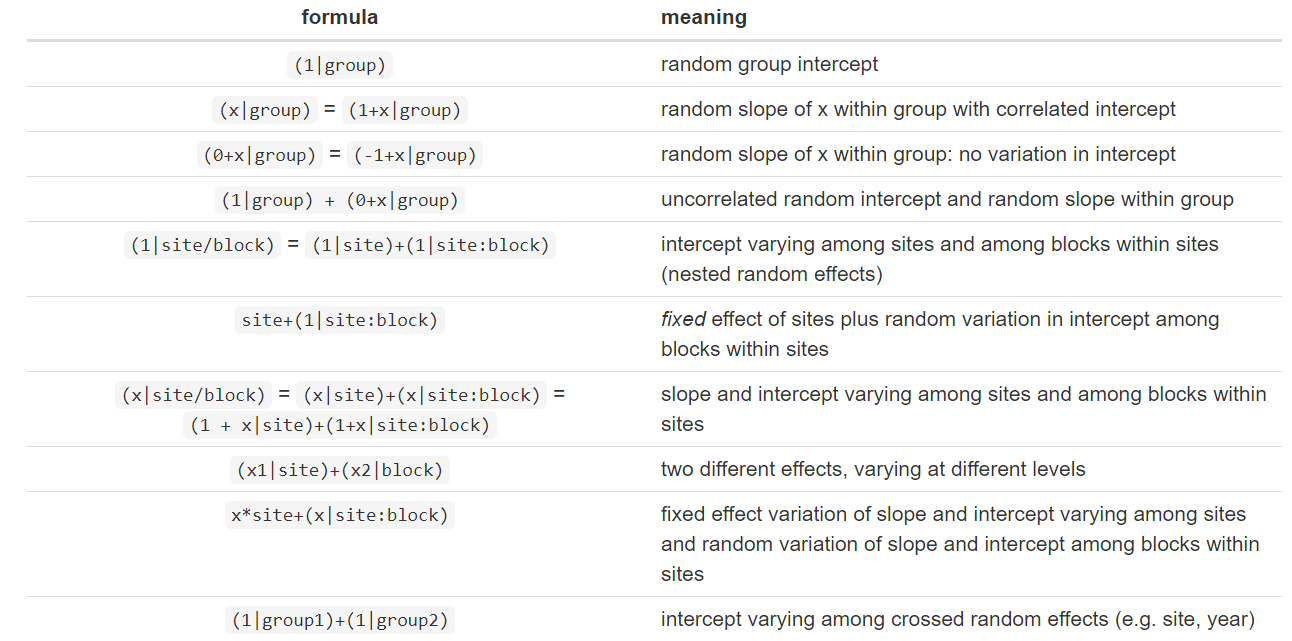 formula meaning
(1|group) random group intercept
(x|group) = (1+x|group) random slope of x within group with correlated intercept
(0+x|group) = (-1+x|group) random slope of x within group: no variation in intercept
(1|group) + (0+x|group) uncorrelated random intercept and random slope within group
(1|site/block) = (1|site)+(1|site:block) intercept varying among sites and among blocks within sites
(nested random effects)
site+(1|site:block) fixed effect of sites plus random variation in intercept among
blocks within sites
(x|site/block) = (x|site)+(x|site:block) = slope and intercept varying among sites and among blocks within
(1 + x|site)+(1+x|site:block) sites
(x1|site)+(x2|block) two different effects, varying at different levels
x*site+(x|site:block) fixed effect variation of slope and intercept varying among sites
and random variation of slope and intercept among blocks within
sites
(1|group1)+(1|group2) intercept varying among crossed random effects (e.g. site, year)